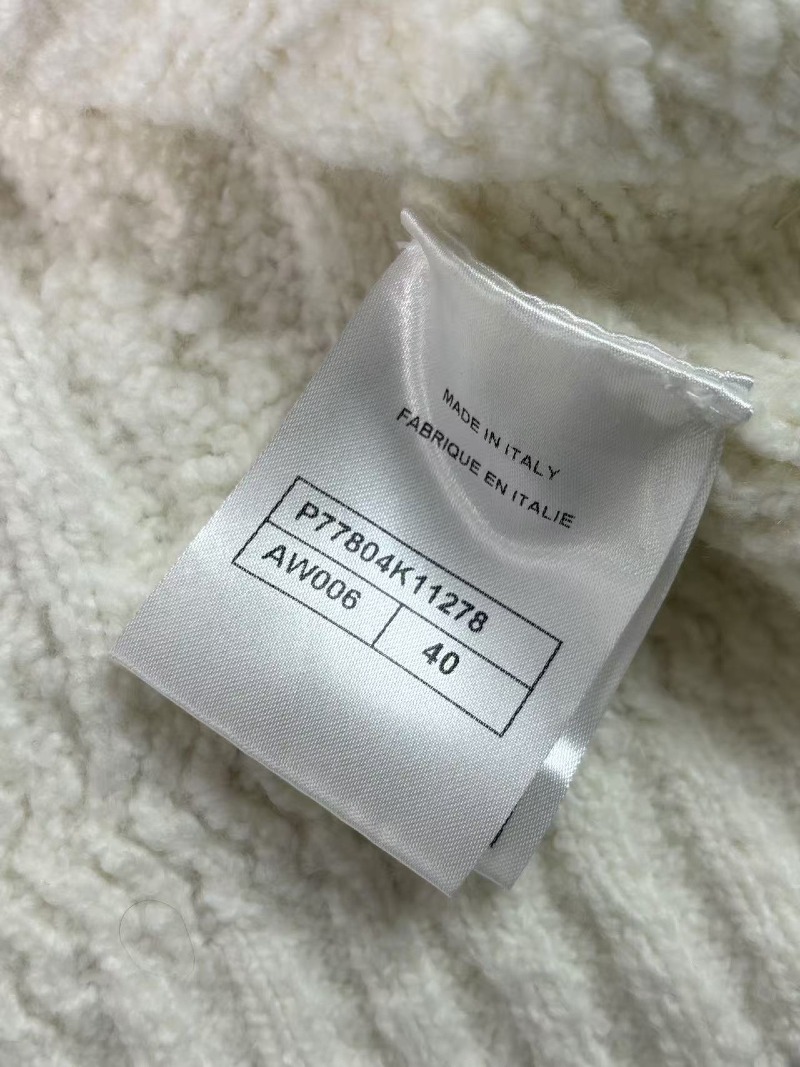 MADE IN ITALY
FABRIQUE EN ITALIE
P77804K11278
AW006 40